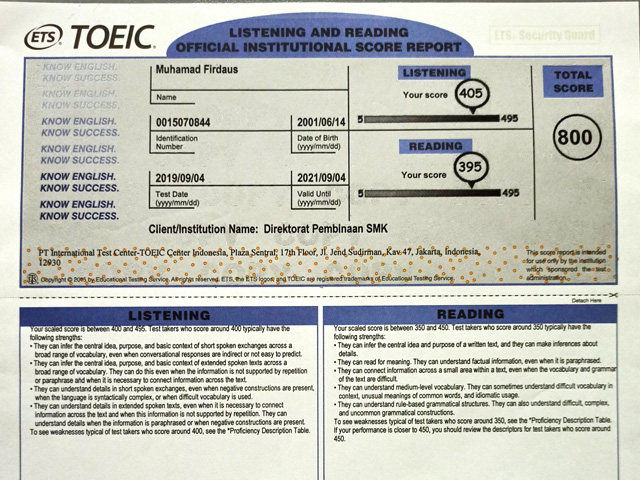 ETS TOEIC.
LISTENING AND READING
OFFICIAL INSTITUTIONAL SCORE REPORT
ETS - Security Board
KNOW ENGLISH.
KNOW SUCCESS.
KNOW ENGLISH.
KNOW SUCCESS.
KNOW ENGLISH.
KNOW SUCCESS.
KNOW ENGLISH.
KNOW SUCCESS.
KNOW ENGLISH.
KNOW SUCCESS.
KNOW ENGLISH.
KNOW SUCCESS.
Muhamad Firdaus
Name
0015070844
Identification
Number
2001/06/14
Date of Birth
(yyyy/mm/dd)
2019/09/04
Test Date
(yyyy/mm/dd)
2021/09/04
Valid Until
(yyyy/mm/dd)
LISTENING
Your score 405
5 495
READING
Your score 395
5 495
TOTAL
SCORE
800
Client/Institution Name: Direktorat Pembinaan SMK
PT International Test Center-TOEIC Center Indonesia, Plaza Sentral, 17th Floor, Jl. Jend Sudirman, Kav 47, Jakarta, Indonesia,
12930
Copyright © 2005 by Educational Testing Service. All rights reserved. ETS, the ETS logo and TOEIC are registered trademarks of Educational Testing Service.
This score report is intended
for use only by the institution
which sponsored the test
administration.
Detach Here
LISTENING
Your scaled score is between 400 and 495. Test takers who score around 400 typically have the
following strengths:
• They can infer the central idea, purpose, and basic context of short spoken exchanges across a
broad range of vocabulary, even when conversational responses are indirect or not easy to predict.
• They can infer the central idea, purpose, and basic context of extended spoken texts across a
broad range of vocabulary. They can do this even when the information is not supported by repetition
or paraphrase and when it is necessary to connect information across the text.
• They can understand details in short spoken exchanges, even when negative constructions are present,
when the language is syntactically complex, or when difficult vocabulary is used.
• They can understand details in extended spoken texts, even when it is necessary to connect
information across the text and when this information is not supported by repetition. They can
understand details when the information is paraphrased or when negative constructions are present.
To see weaknesses typical of test takers who score around 400, see the *Proficiency Description Table.
READING
Your scaled score is between 350 and 450. Test takers who score around 350 typically have the
following strengths:
• They can infer the central idea and purpose of a written text, and they can make inferences about
details.
• They can read for meaning. They can understand factual information, even when it is paraphrased.
• They can connect information across a small area within a text, even when the vocabulary and grammar
of the text are difficult.
• They can understand medium-level vocabulary. They can sometimes understand difficult vocabulary in
context, unusual meanings of common words, and idiomatic usage.
• They can understand rule-based grammatical structures. They can also understand difficult, complex,
and uncommon grammatical constructions.
To see weaknesses typical of test takers who score around 350, see the *Proficiency Description Table.
If your performance is closer to 450, you should review the descriptors for test takers who score around
450.